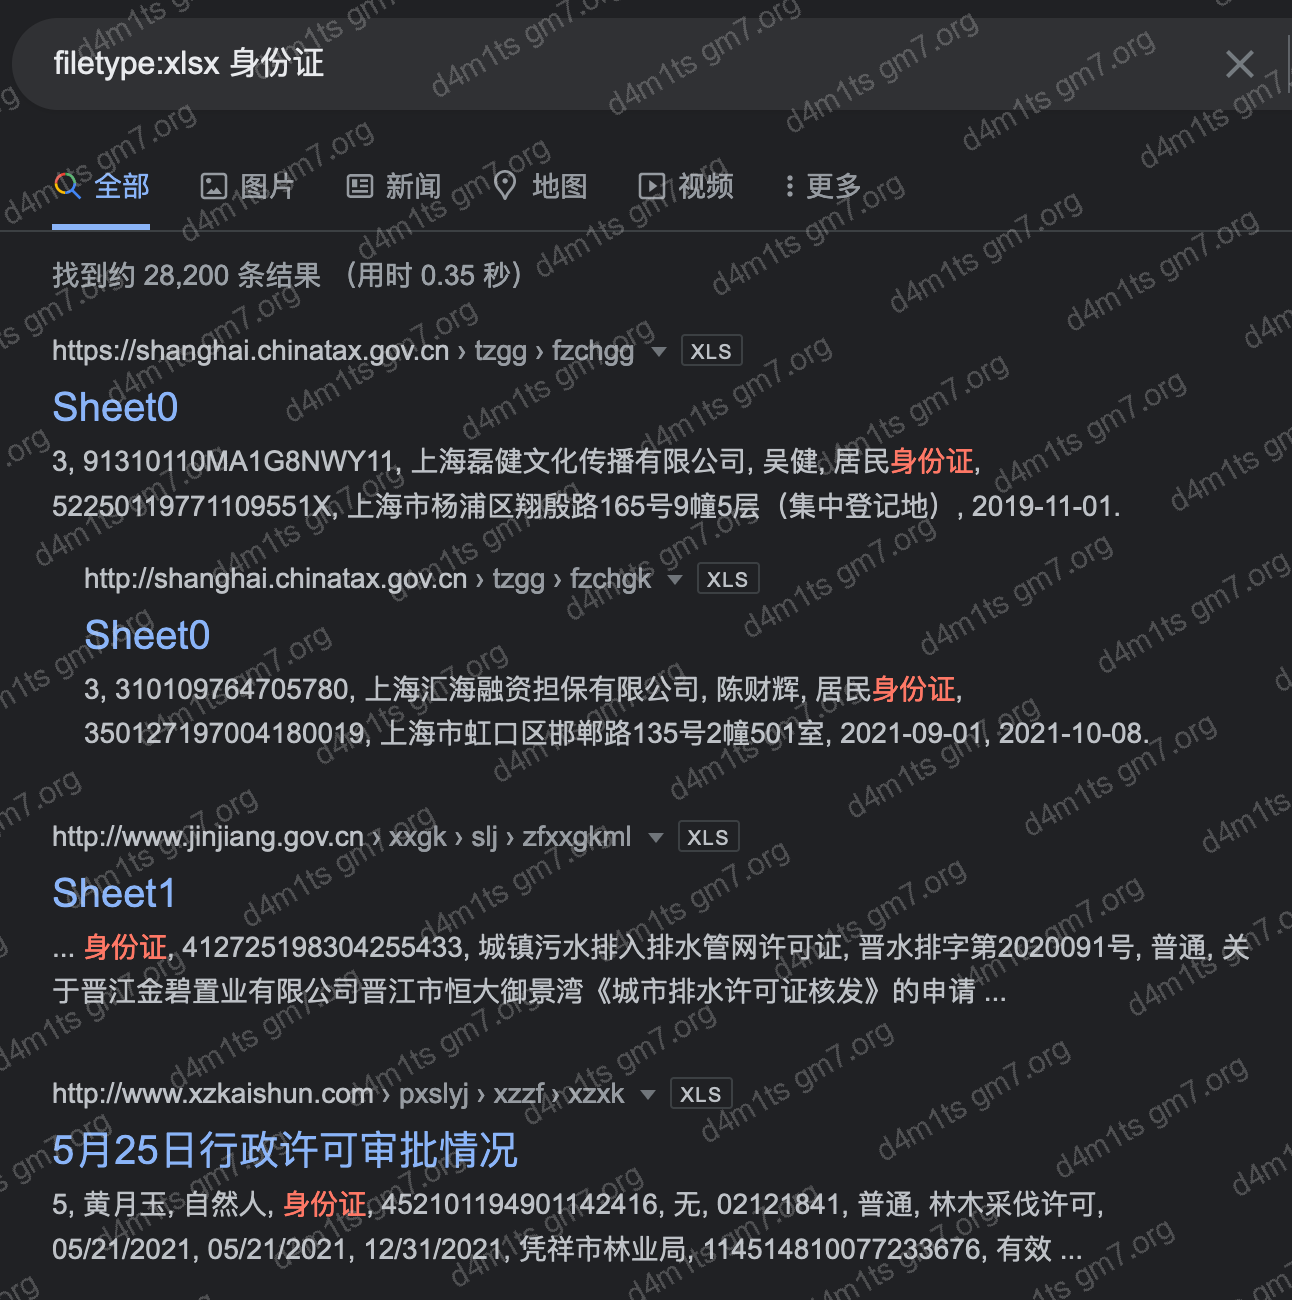 filetype:xlsx 身份证
全部 图片 新闻 地图 视频 更多
找到约 28,200 条结果 （用时 0.35 秒）
https://shanghai.chinatax.gov.cn › tzgg › fzchgg XLS
Sheet0
3, 91310110MA1G8NWY11, 上海磊健文化传播有限公司, 吴健, 居民身份证,
52250119771109551X, 上海市杨浦区翔殷路165号9幢5层（集中登记地）, 2019-11-01.
http://shanghai.chinatax.gov.cn › tzgg › fzchgk XLS
Sheet0
3, 310109764705780, 上海汇海融资担保有限公司, 陈财辉, 居民身份证,
350127197004180019, 上海市虹口区邯郸路135号2幢501室, 2021-09-01, 2021-10-08.
http://www.jinjiang.gov.cn › xxgk › slj › zfxxgkml XLS
Sheet1
... 身份证, 412725198304255433, 城镇污水排入排水管网许可证, 晋水排字第2020091号, 普通, 关
于晋江金碧置业有限公司晋江市恒大御景湾《城市排水许可证核发》的申请 ...
http://www.xzkaishun.com › pxslyj › xzzf › xzxk XLS
5月25日行政许可审批情况
5, 黄月玉, 自然人, 身份证, 452101194901142416, 无, 02121841, 普通, 林木采伐许可,
05/21/2021, 05/21/2021, 12/31/2021, 凭祥市林业局, 114514810077233676, 有效 ...
d4m1ts gm7.org